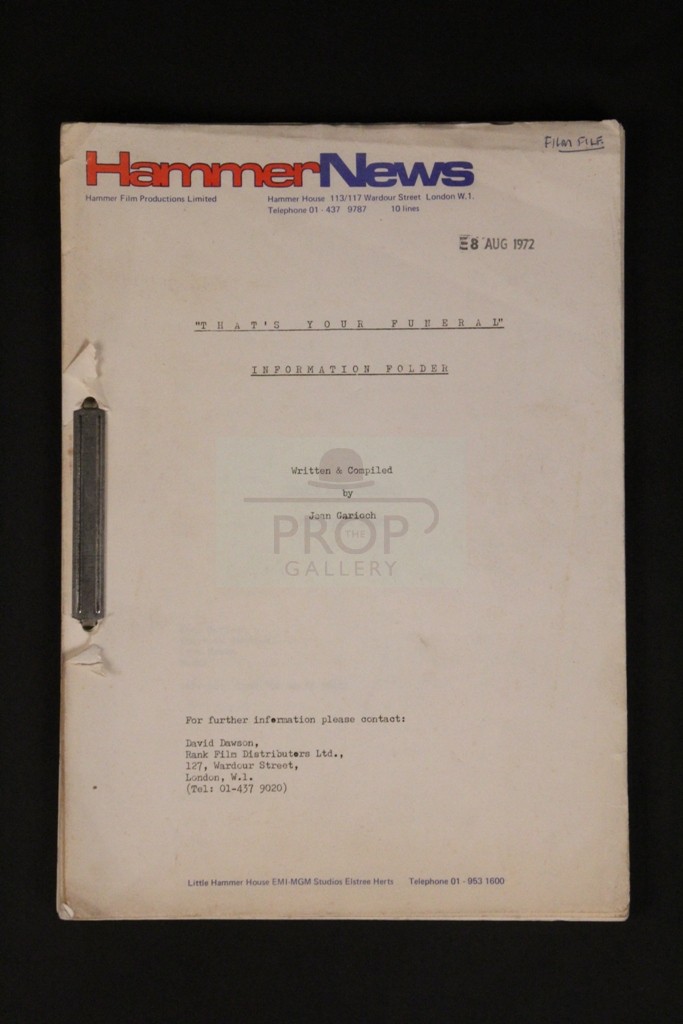 FILM FILE
HammerNews
Hammer Film Productions Limited
Hammer House 113/117 Wardour Street London W.1.
Telephone 01-437 9787 10 lines
8 AUG 1972
"THAT'S YOUR FUNERAL"
INFORMATION FOLDER
Written & Compiled
by
Jean Garioch
THE PROP GALLERY
For further information please contact:
David Dawson,
Rank Film Distributors Ltd.,
127, Wardour Street,
London, W.1.
(Tel: 01-437 9020)
Little Hammer House EMI-MGM Studios Elstree Herts Telephone 01-953 1600